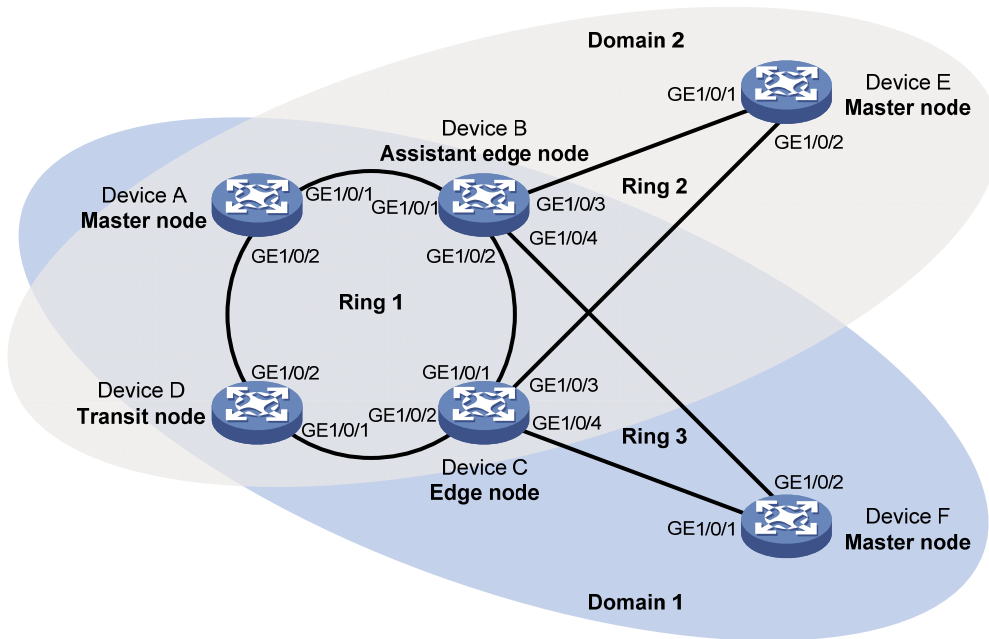 Domain 2
Device E
Master node
GE1/0/1
GE1/0/2
Device B
Assistant edge node
Ring 2
Device A
Master node
GE1/0/1
GE1/0/1
GE1/0/3
GE1/0/4
GE1/0/2
GE1/0/2
Ring 1
GE1/0/2
GE1/0/1
GE1/0/3
Device D
Transit node
GE1/0/2
GE1/0/4
GE1/0/1
Ring 3
Device C
Edge node
GE1/0/2
Device F
Master node
GE1/0/1
Domain 1